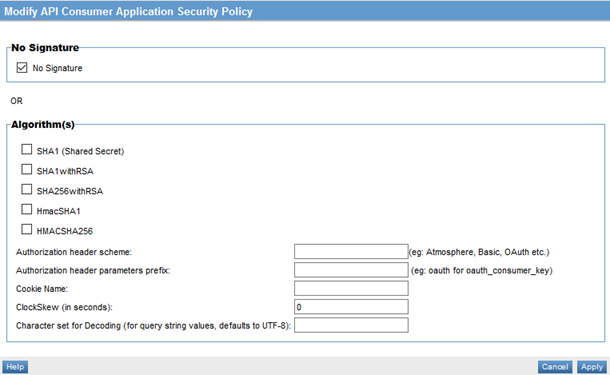 Modify API Consumer Application Security Policy
No Signature
No Signature
OR
Algorithm(s)
SHA1 (Shared Secret)
SHA1withRSA
SHA256withRSA
HmacSHA1
HMACSHA256
Authorization header scheme: (eg: Atmosphere, Basic, OAuth etc.)
Authorization header parameters prefix: (eg: oauth for oauth_consumer_key)
Cookie Name:
ClockSkew (in seconds): 0
Character set for Decoding (for query string values, defaults to UTF-8):
Help Cancel Apply